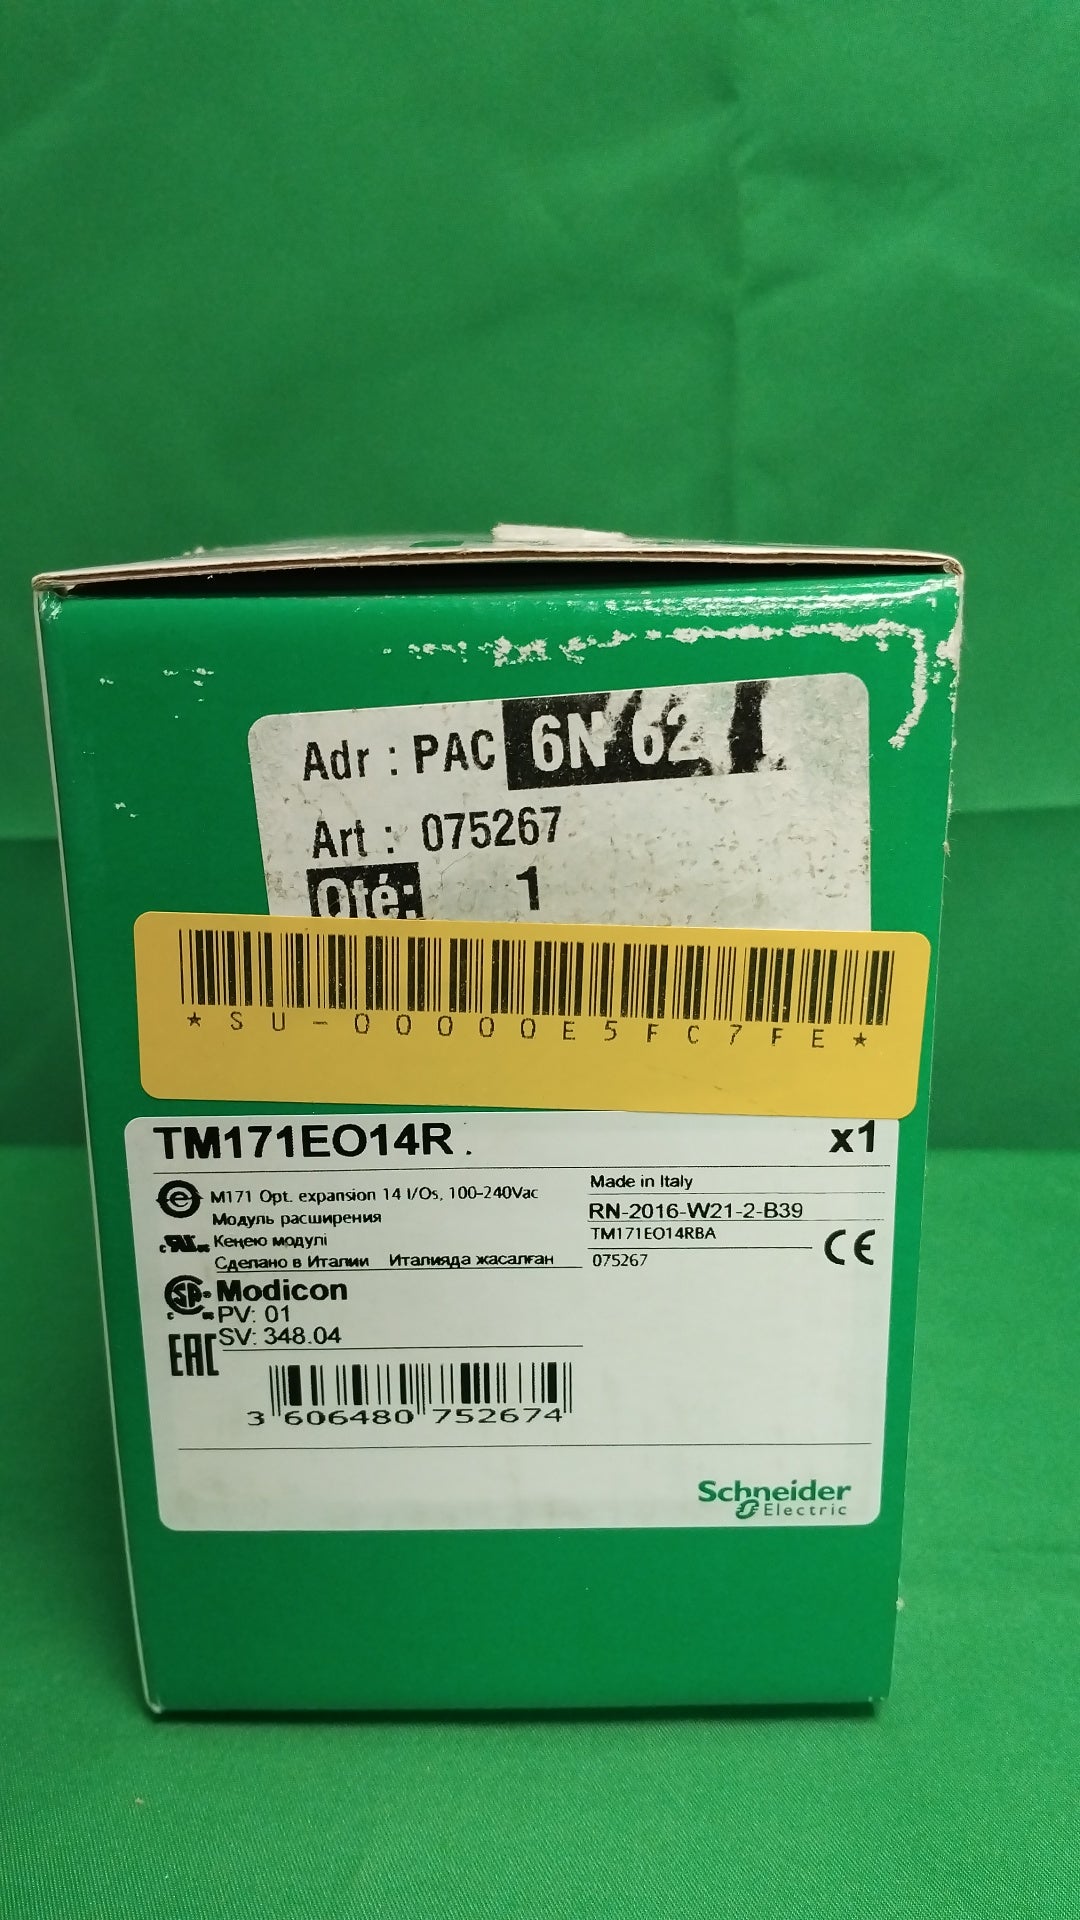 Adr : PAC 6N 62
Art : 075267
Qté: 1
*SU-00000E5FC7FE*
TM171EO14R . x1
M171 Opt. expansion 14 I/Os, 100-240Vac
Модуль расширения
Кеңею модулі
Сделано в Италии Италияда жасалған
Made in Italy
RN-2016-W21-2-B39
TM171EO14RBA
075267
CE
Modicon
PV: 01
SV: 348.04
EAC
3 606480 752674
Schneider
Electric